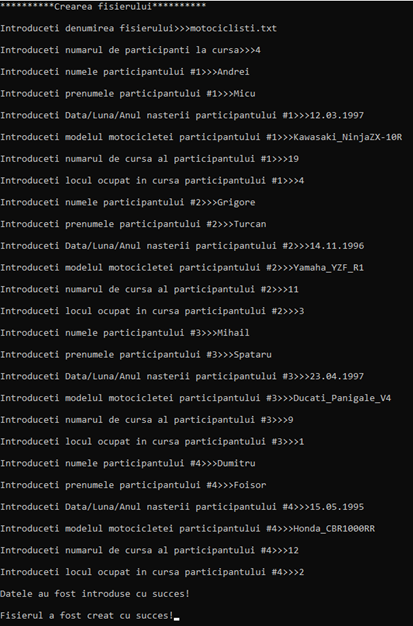 **********Crearea fisierului**********
Introduceti denumirea fisierului>>>motociclisti.txt
Introduceti numarul de participanti la cursa>>>4
Introduceti numele participantului #1>>>Andrei
Introduceti prenumele participantului #1>>>Micu
Introduceti Data/Luna/Anul nasterii participantului #1>>>12.03.1997
Introduceti modelul motocicletei participantului #1>>>Kawasaki_NinjaZX-10R
Introduceti numarul de cursa al participantului #1>>>19
Introduceti locul ocupat in cursa participantului #1>>>4
Introduceti numele participantului #2>>>Grigore
Introduceti prenumele participantului #2>>>Turcan
Introduceti Data/Luna/Anul nasterii participantului #2>>>14.11.1996
Introduceti modelul motocicletei participantului #2>>>Yamaha_YZF_R1
Introduceti numarul de cursa al participantului #2>>>11
Introduceti locul ocupat in cursa participantului #2>>>3
Introduceti numele participantului #3>>>Mihail
Introduceti prenumele participantului #3>>>Spataru
Introduceti Data/Luna/Anul nasterii participantului #3>>>23.04.1997
Introduceti modelul motocicletei participantului #3>>>Ducati_Panigale_V4
Introduceti numarul de cursa al participantului #3>>>9
Introduceti locul ocupat in cursa participantului #3>>>1
Introduceti numele participantului #4>>>Dumitru
Introduceti prenumele participantului #4>>>Foisor
Introduceti Data/Luna/Anul nasterii participantului #4>>>15.05.1995
Introduceti modelul motocicletei participantului #4>>>Honda_CBR1000RR
Introduceti numarul de cursa al participantului #4>>>12
Introduceti locul ocupat in cursa participantului #4>>>2
Datele au fost introduse cu succes!
Fisierul a fost creat cu succes!